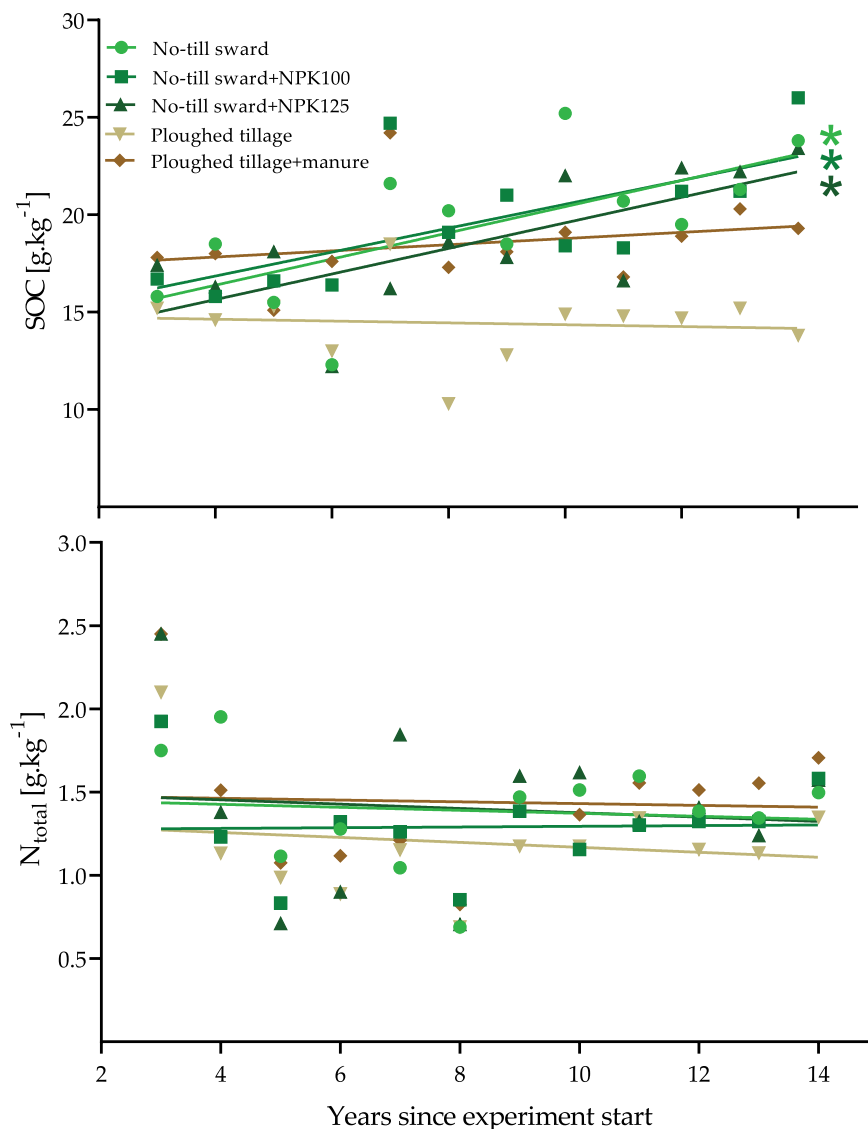 30
25
20
15
10
SOC [g.kg⁻¹]
No-till sward
No-till sward+NPK100
No-till sward+NPK125
Ploughed tillage
Ploughed tillage+manure
*
*
*
3.0
2.5
2.0
1.5
1.0
0.5
Ntotal [g.kg⁻¹]
2 4 6 8 10 12 14
Years since experiment start